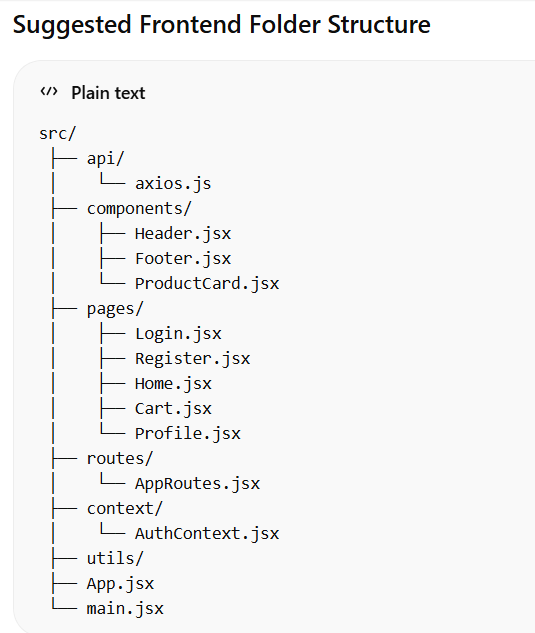 Suggested Frontend Folder Structure
</> Plain text
src/
├── api/
│    └── axios.js
├── components/
│    ├── Header.jsx
│    ├── Footer.jsx
│    └── ProductCard.jsx
├── pages/
│    ├── Login.jsx
│    ├── Register.jsx
│    ├── Home.jsx
│    ├── Cart.jsx
│    └── Profile.jsx
├── routes/
│    └── AppRoutes.jsx
├── context/
│    └── AuthContext.jsx
├── utils/
├── App.jsx
└── main.jsx